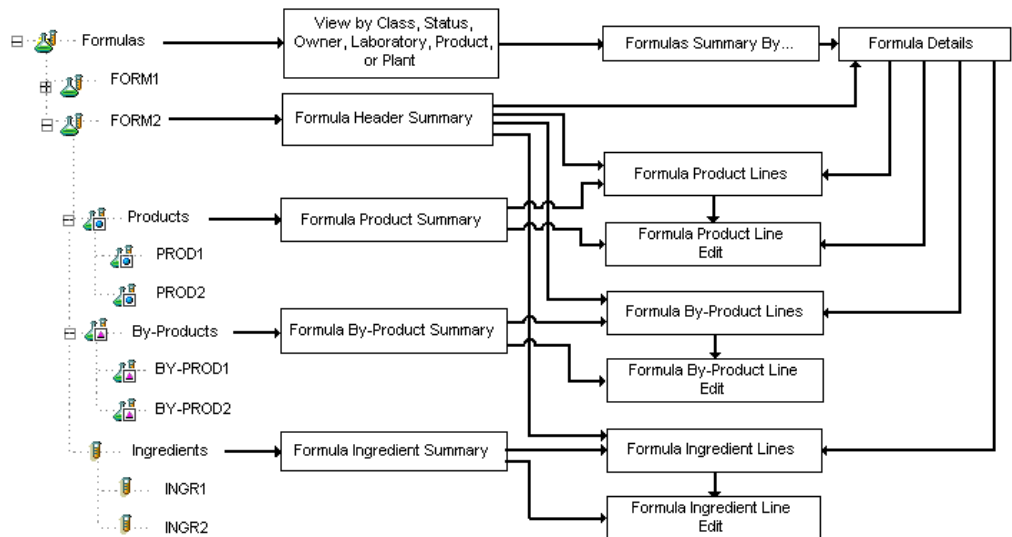 Formulas
View by Class, Status,
Owner, Laboratory, Product,
or Plant
Formulas Summary By...
Formula Details
FORM1
FORM2
Formula Header Summary
Formula Product Lines
Products
Formula Product Summary
Formula Product Line
Edit
PROD1
PROD2
By-Products
Formula By-Product Summary
Formula By-Product Lines
BY-PROD1
Formula By-Product Line
Edit
BY-PROD2
Ingredients
Formula Ingredient Summary
Formula Ingredient Lines
INGR1
INGR2
Formula Ingredient Line
Edit